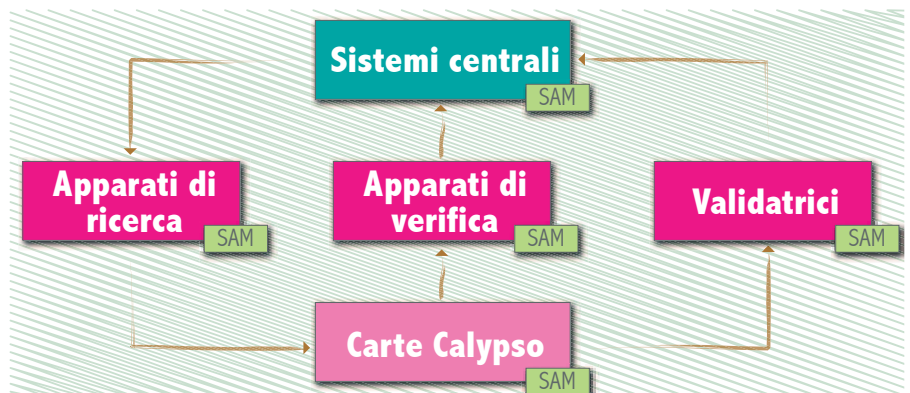 Sistemi centrali
SAM
Apparati di
ricerca
SAM
Apparati di
verifica
SAM
Validatrici
SAM
Carte Calypso
SAM